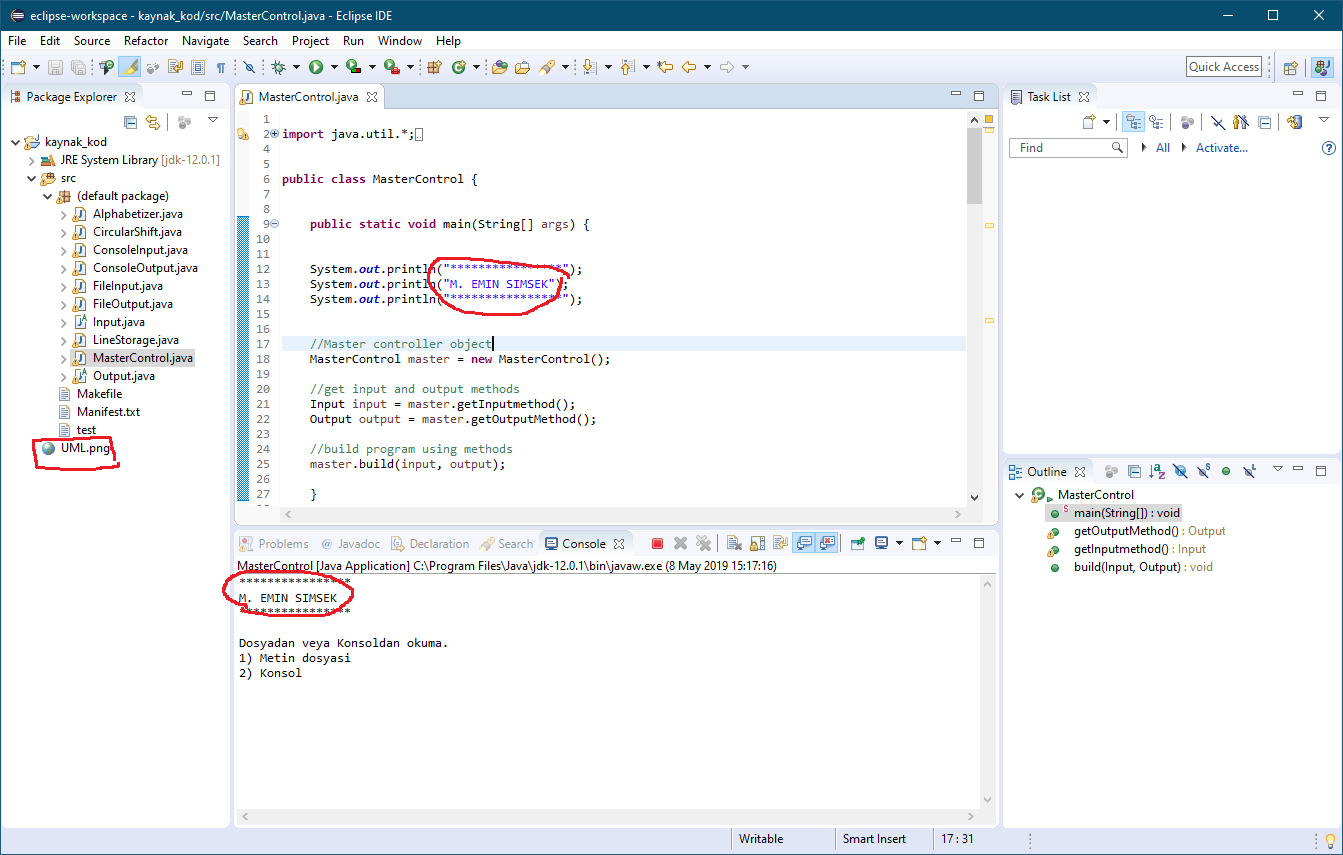 eclipse-workspace - kaynak_kod/src/MasterControl.java - Eclipse IDE
File Edit Source Refactor Navigate Search Project Run Window Help
Quick Access
Package Explorer
kaynak_kod
JRE System Library [jdk-12.0.1]
src
(default package)
Alphabetizer.java
CircularShift.java
ConsoleInput.java
ConsoleOutput.java
FileInput.java
FileOutput.java
Input.java
LineStorage.java
MasterControl.java
Output.java
Makefile
Manifest.txt
test
UML.png
MasterControl.java
1
2 import java.util.*;
4
5
6 public class MasterControl {
7
8
9 public static void main(String[] args) {
10
11
12 System.out.println("****************");
13 System.out.println("M. EMIN SIMSEK");
14 System.out.println("****************");
15
16
17 //Master controller object
18 MasterControl master = new MasterControl();
19
20 //get input and output methods
21 Input input = master.getInputmethod();
22 Output output = master.getOutputMethod();
23
24 //build program using methods
25 master.build(input, output);
26
27 }
Problems Javadoc Declaration Search Console
MasterControl [Java Application] C:\Program Files\Java\jdk-12.0.1\bin\javaw.exe (8 May 2019 15:17:16)
****************
M. EMIN SIMSEK
****************
Dosyadan veya Konsoldan okuma.
1) Metin dosyasi
2) Konsol
Task List
Find All Activate...
Outline
MasterControl
main(String[]) : void
getOutputMethod() : Output
getInputmethod() : Input
build(Input, Output) : void
Writable Smart Insert 17 : 31